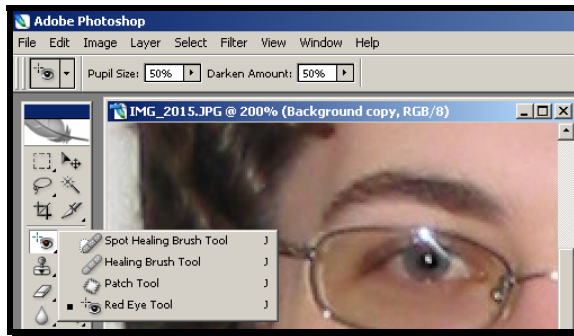 Adobe Photoshop
File Edit Image Layer Select Filter View Window Help
Pupil Size: 50% Darken Amount: 50%
IMG_2015.JPG @ 200% (Background copy, RGB/8)
Spot Healing Brush Tool J
Healing Brush Tool J
Patch Tool J
Red Eye Tool J